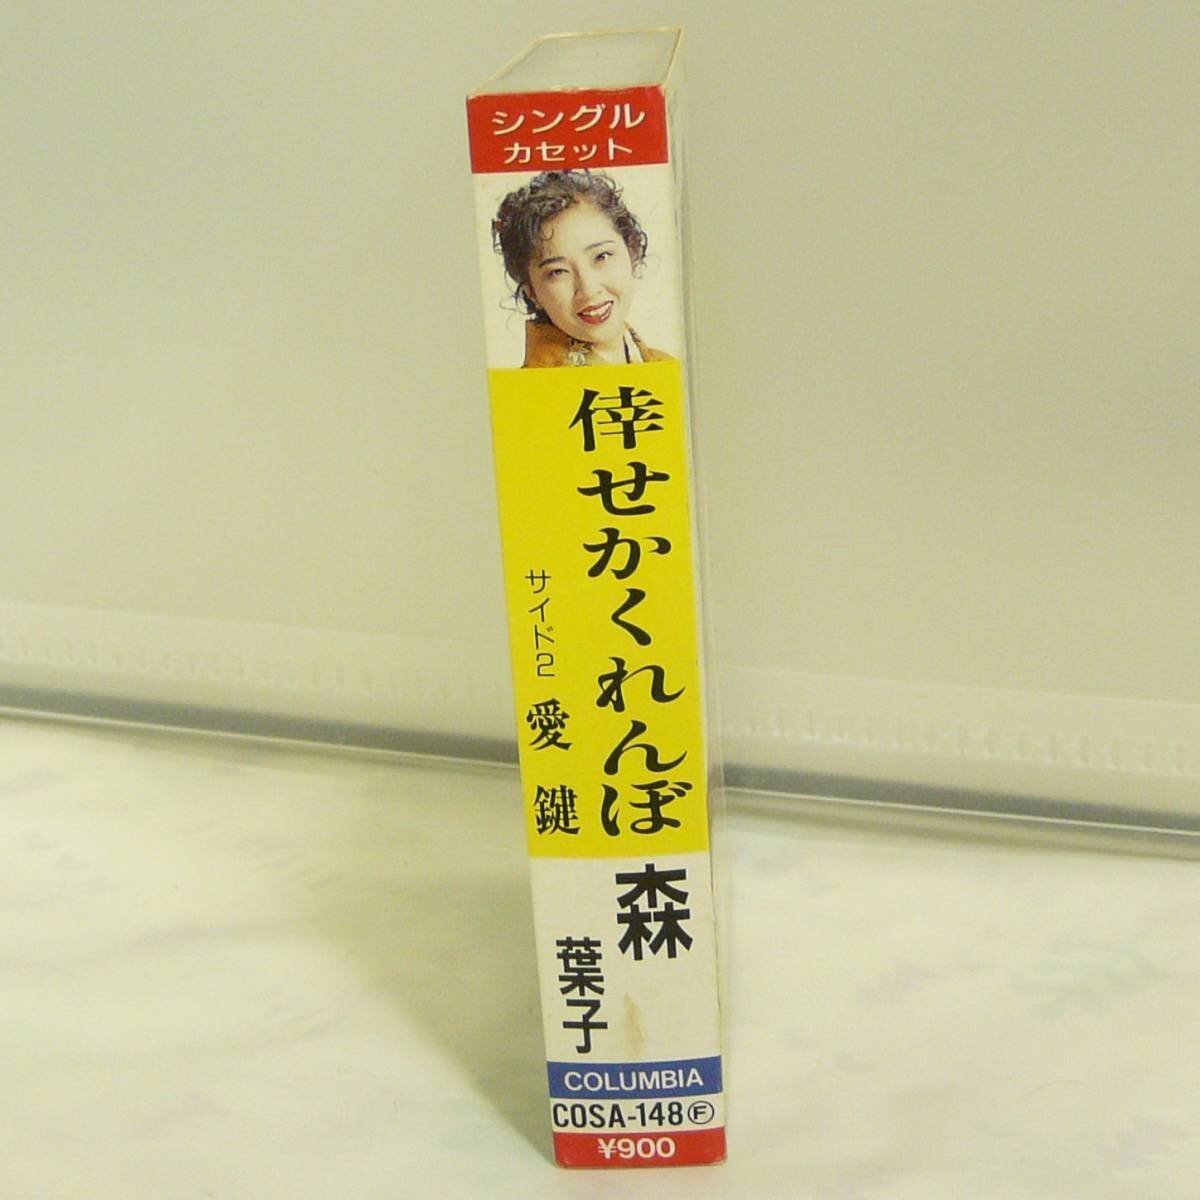 シングル
カセット
倖せかくれんぼ
サイド2 愛鍵
森
葉子
COLUMBIA
COSA-148Ⓕ
¥900